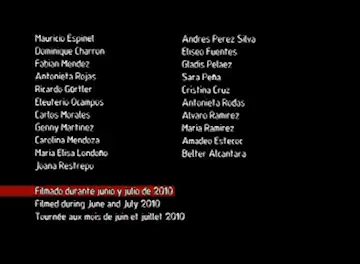 Mauricio Espinel
Dominique Charron
Fabian Mendez
Antonieta Rojas
Ricardo Gürtler
Eleuterio Ocampos
Carlos Morales
Genny Martinez
Carolina Mendoza
Maria Elisa Londoño
Joana Restrepo
Andres Perez Silva
Eliseo Fuentes
Gladis Pelaez
Sara Peña
Cristina Cruz
Antonieta Rodas
Alvaro Ramirez
Maria Ramirez
Amadeo Esteroc
Belter Alcantara
Filmado durante junio y julio de 2010
Filmed during June and July 2010
Tournée aux mois de juin et juillet 2010